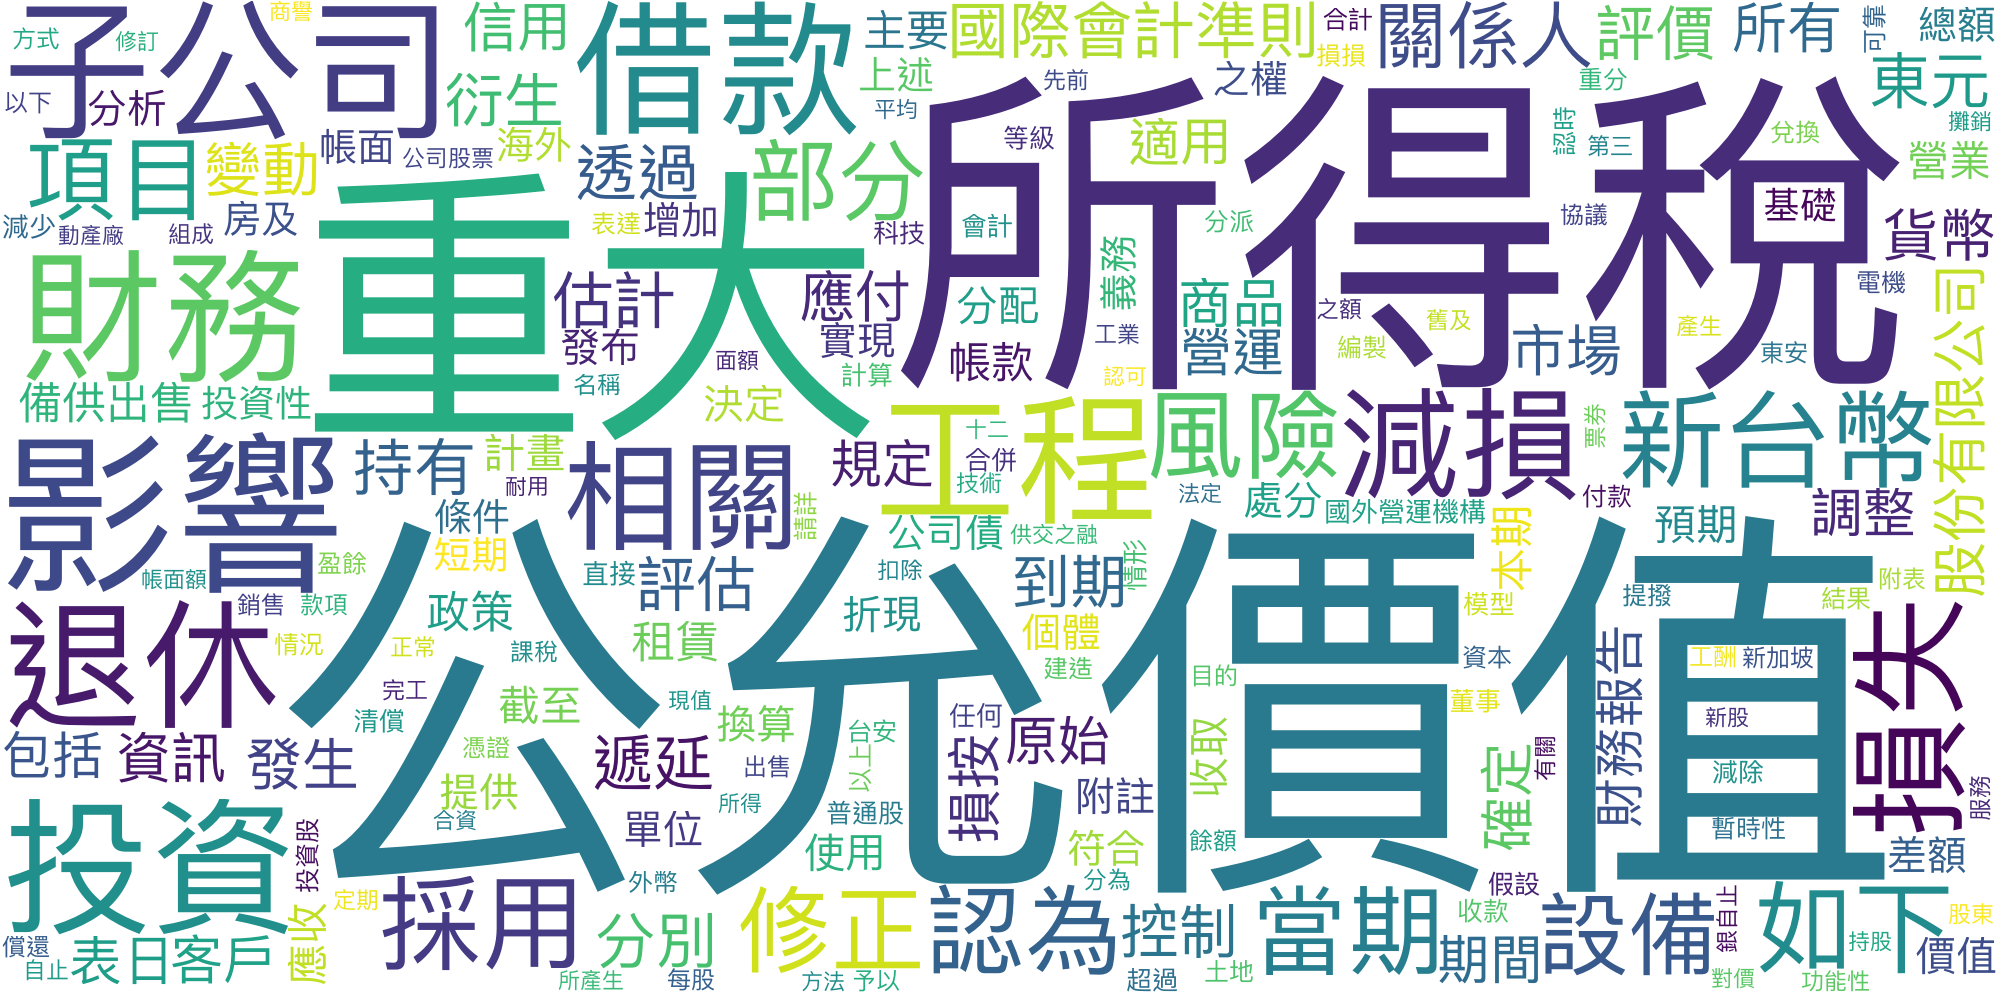 子公司
信用
借款
主要
國際會計準則
合計
關係人
評價
所有
可靠
總額
商譽
方式
修訂
損損
上述
之權
東元
以下
分析
衍生
平均
先前
重分
攤銷
帳面
公司股票
海外
透過
部分
等級
適用
所得稅
認時
第三
兌換
營業
項目
變動
重大
基礎
減少
動產廠
組成
房及
表達
增加
科技
會計
分派
協議
貨幣
財務
估計
應付
分配
義務
商品
之額
電機
股份有限公司
發布
實現
帳款
工業
營運
舊及
編製
市場
產生
東安
備供出售
投資性
名稱
面額
決定
計算
認可
工程
風險
減損
票券
新台幣
影響
持有
計畫
耐用
相關
規定
十二
合併
技術
法定
處分
國外營運機構
付款
調整
請詳
條件
短期
公司債
供交之融
本期
預期
帳面額
盈餘
直接
評估
扣除
到期
情形
附表
退休
銷售
款項
政策
租賃
折現
個體
模型
提撥
結果
損失
情況
正常
課稅
公允價值
建造
資本
財務報告
工酬
新加坡
完工
截至
現值
目的
董事
包括
資訊
發生
清償
憑證
遞延
換算
台安
任何
原始
收取
確定
有關
新股
提供
出售
以上
損按
附註
減除
服務
投資
投資股
合資
單位
所得
普通股
使用
符合
餘額
暫時性
差額
定期
採用
外幣
分為
假設
銀自止
股東
償還
自止
表日
客戶
應收
分別
修正
認為
控制
當期
收款
期間
設備
如下
持股
價值
所產生
每股
方法
予以
超過
土地
對價
功能性